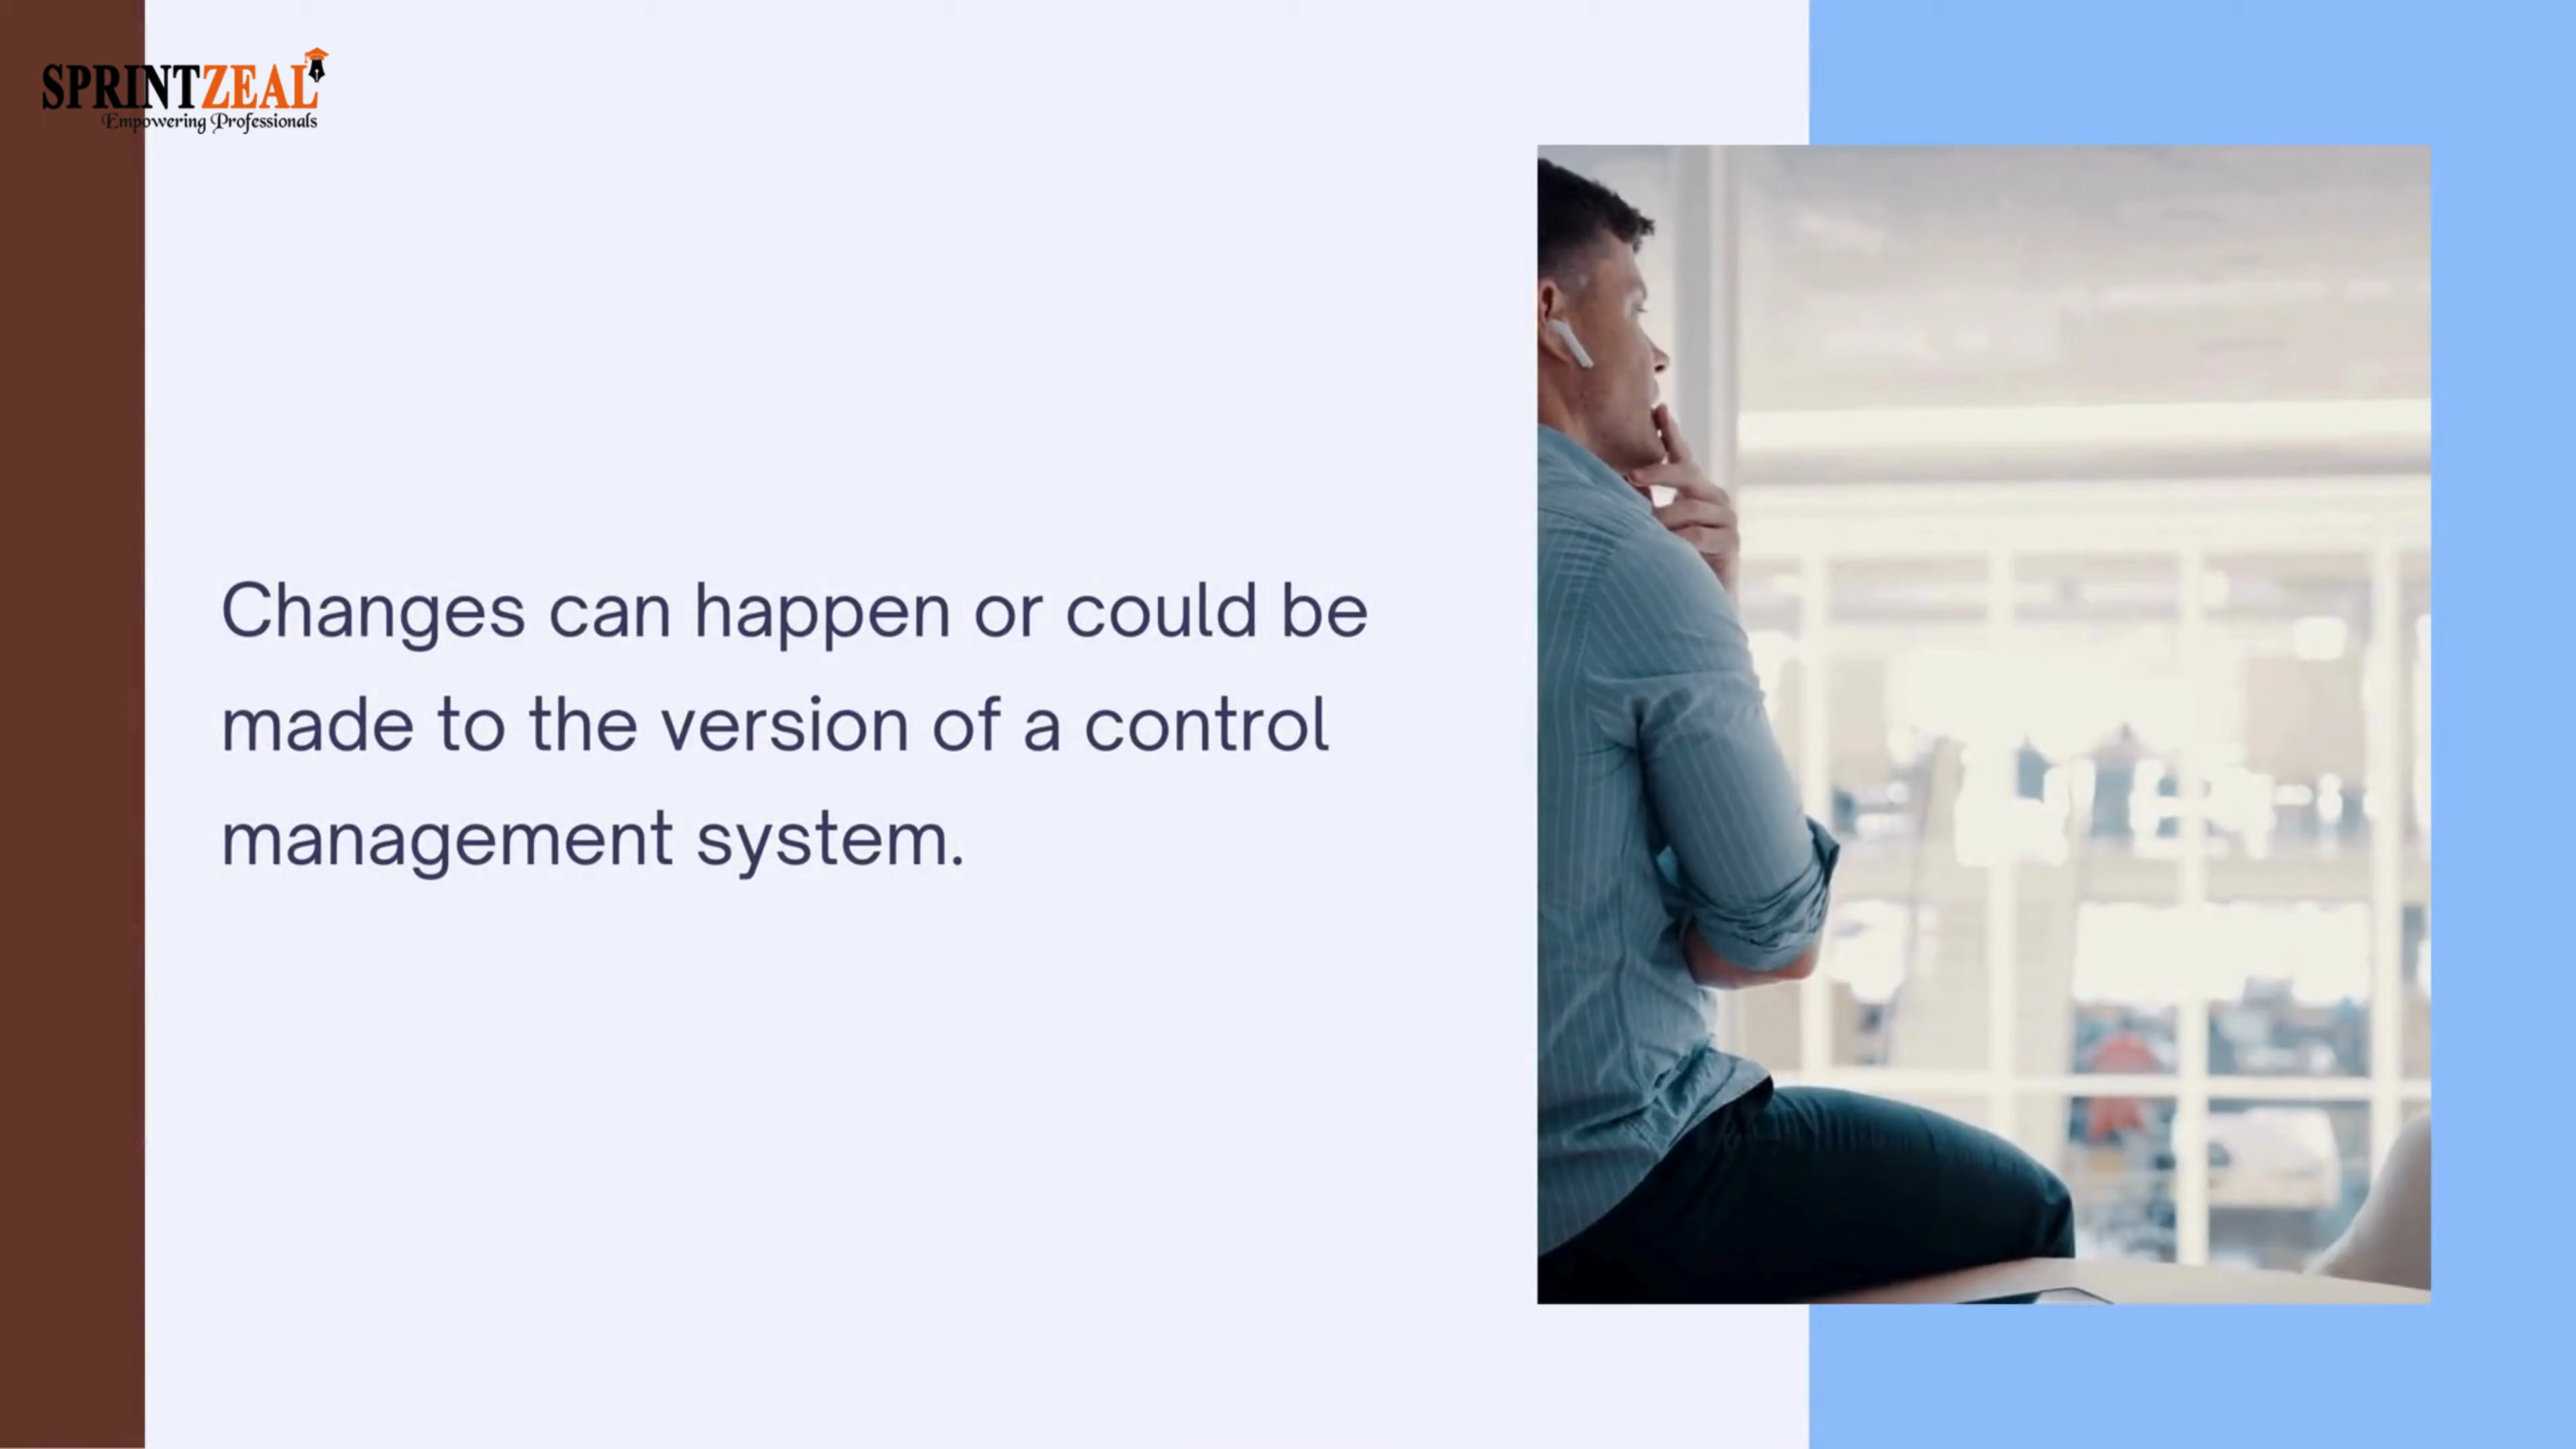 SPRINTZEAL
Empowering Professionals
Changes can happen or could be
made to the version of a control
management system.